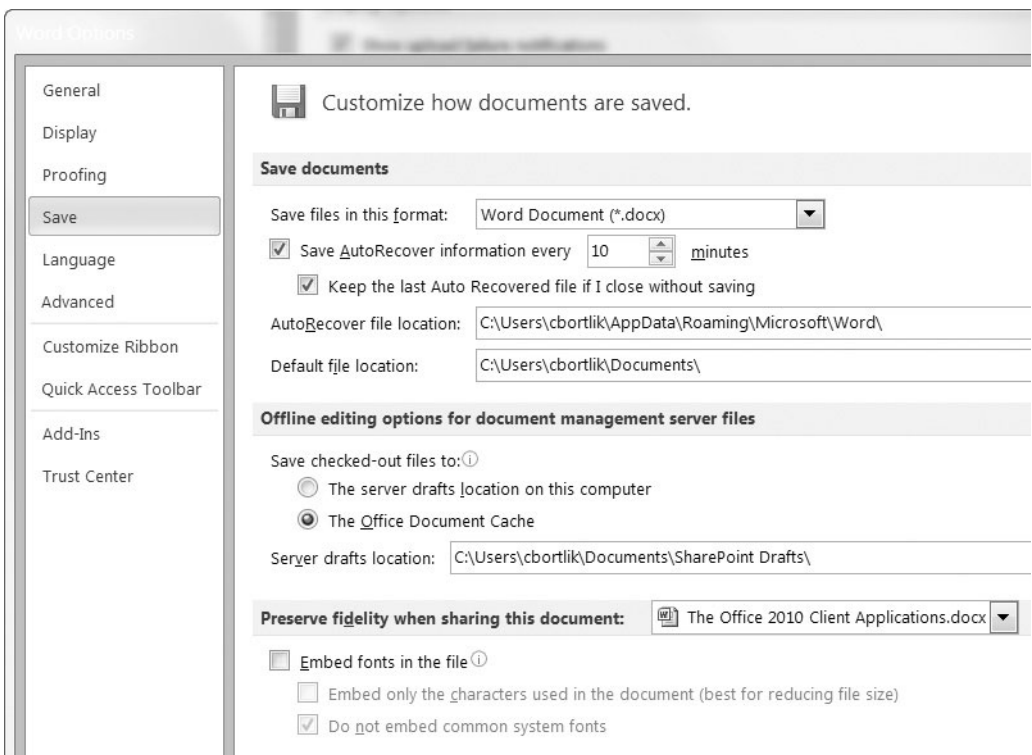 Show upload failure notifications
Word Options
General
Display
Proofing
Save
Language
Advanced
Customize Ribbon
Quick Access Toolbar
Add-Ins
Trust Center
Customize how documents are saved.
Save documents
Save files in this format: Word Document (*.docx)
Save AutoRecover information every 10 minutes
Keep the last Auto Recovered file if I close without saving
AutoRecover file location: C:\Users\cbortlik\AppData\Roaming\Microsoft\Word\
Default file location: C:\Users\cbortlik\Documents\
Offline editing options for document management server files
Save checked-out files to:
The server drafts location on this computer
The Office Document Cache
Server drafts location: C:\Users\cbortlik\Documents\SharePoint Drafts\
Preserve fidelity when sharing this document: The Office 2010 Client Applications.docx
Embed fonts in the file
Embed only the characters used in the document (best for reducing file size)
Do not embed common system fonts